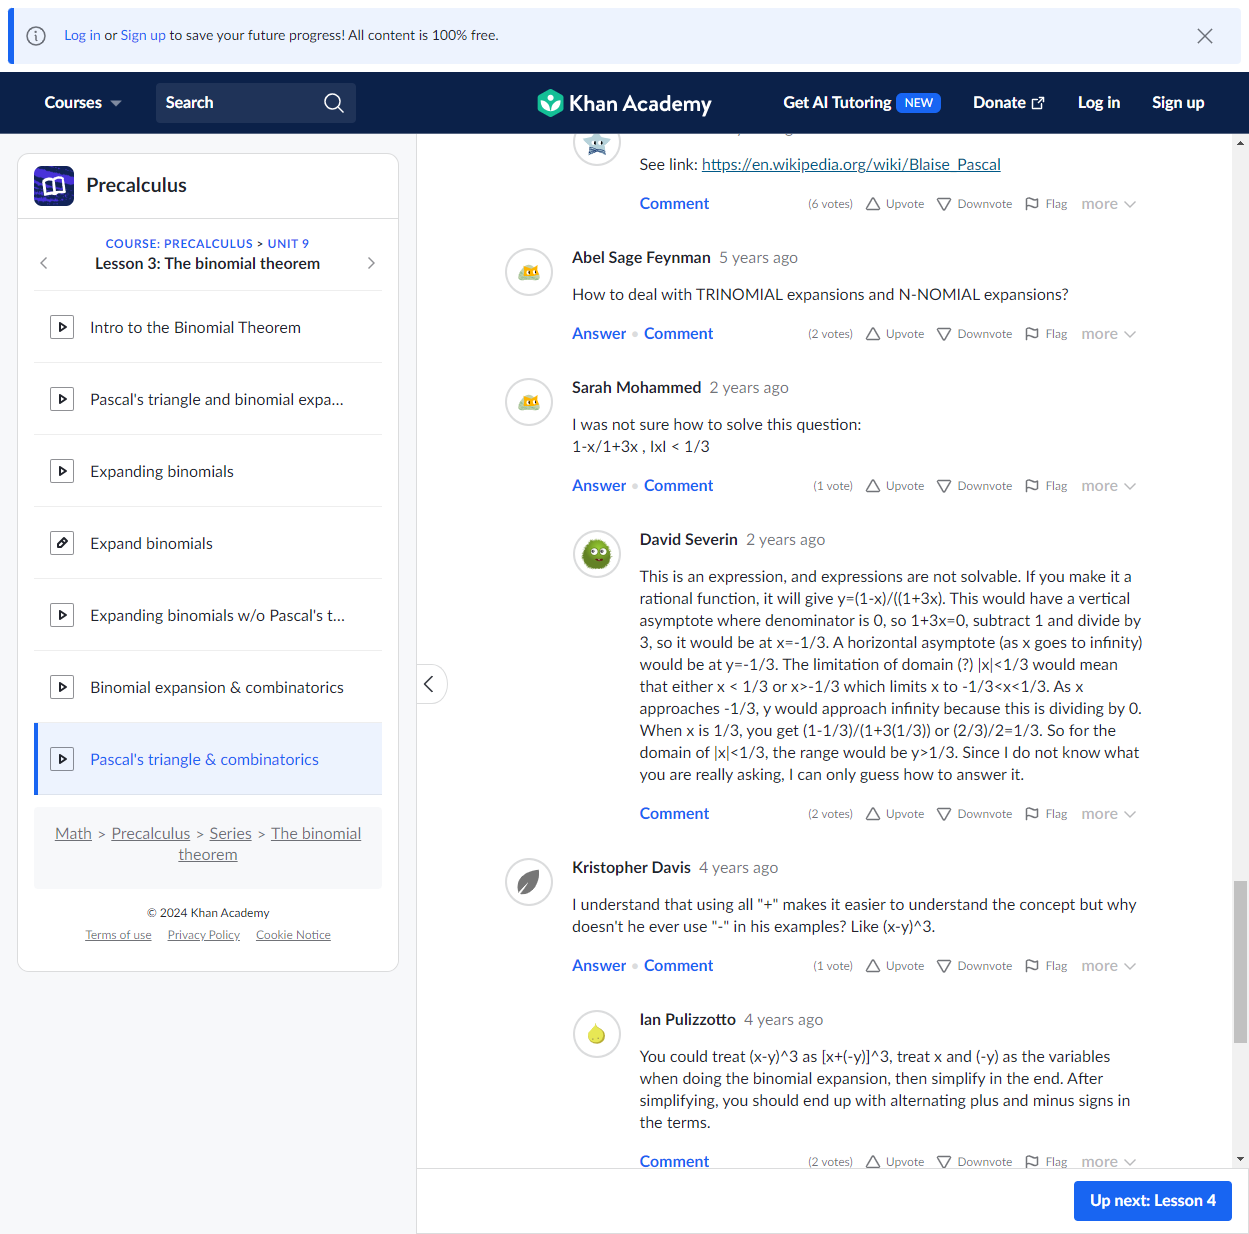 Log in or Sign up to save your future progress! All content is 100% free.
Courses
Search
Khan Academy
Get AI Tutoring NEW
Donate
Log in
Sign up
Precalculus
COURSE: PRECALCULUS > UNIT 9
Lesson 3: The binomial theorem
Intro to the Binomial Theorem
Pascal's triangle and binomial expa...
Expanding binomials
Expand binomials
Expanding binomials w/o Pascal's t...
Binomial expansion & combinatorics
Pascal's triangle & combinatorics
Math > Precalculus > Series > The binomial
theorem
© 2024 Khan Academy
Terms of use Privacy Policy Cookie Notice
See link: https://en.wikipedia.org/wiki/Blaise_Pascal
Comment (6 votes) Upvote Downvote Flag more
Abel Sage Feynman 5 years ago
How to deal with TRINOMIAL expansions and N-NOMIAL expansions?
Answer • Comment (2 votes) Upvote Downvote Flag more
Sarah Mohammed 2 years ago
I was not sure how to solve this question:
1-x/1+3x , IxI < 1/3
Answer • Comment (1 vote) Upvote Downvote Flag more
David Severin 2 years ago
This is an expression, and expressions are not solvable. If you make it a
rational function, it will give y=(1-x)/((1+3x). This would have a vertical
asymptote where denominator is 0, so 1+3x=0, subtract 1 and divide by
3, so it would be at x=-1/3. A horizontal asymptote (as x goes to infinity)
would be at y=-1/3. The limitation of domain (?) |x|<1/3 would mean
that either x < 1/3 or x>-1/3 which limits x to -1/3<x<1/3. As x
approaches -1/3, y would approach infinity because this is dividing by 0.
When x is 1/3, you get (1-1/3)/(1+3(1/3)) or (2/3)/2=1/3. So for the
domain of |x|<1/3, the range would be y>1/3. Since I do not know what
you are really asking, I can only guess how to answer it.
Comment (2 votes) Upvote Downvote Flag more
Kristopher Davis 4 years ago
I understand that using all "+" makes it easier to understand the concept but why
doesn't he ever use "-" in his examples? Like (x-y)^3.
Answer • Comment (1 vote) Upvote Downvote Flag more
Ian Pulizzotto 4 years ago
You could treat (x-y)^3 as [x+(-y)]^3, treat x and (-y) as the variables
when doing the binomial expansion, then simplify in the end. After
simplifying, you should end up with alternating plus and minus signs in
the terms.
Comment (2 votes) Upvote Downvote Flag more
Up next: Lesson 4